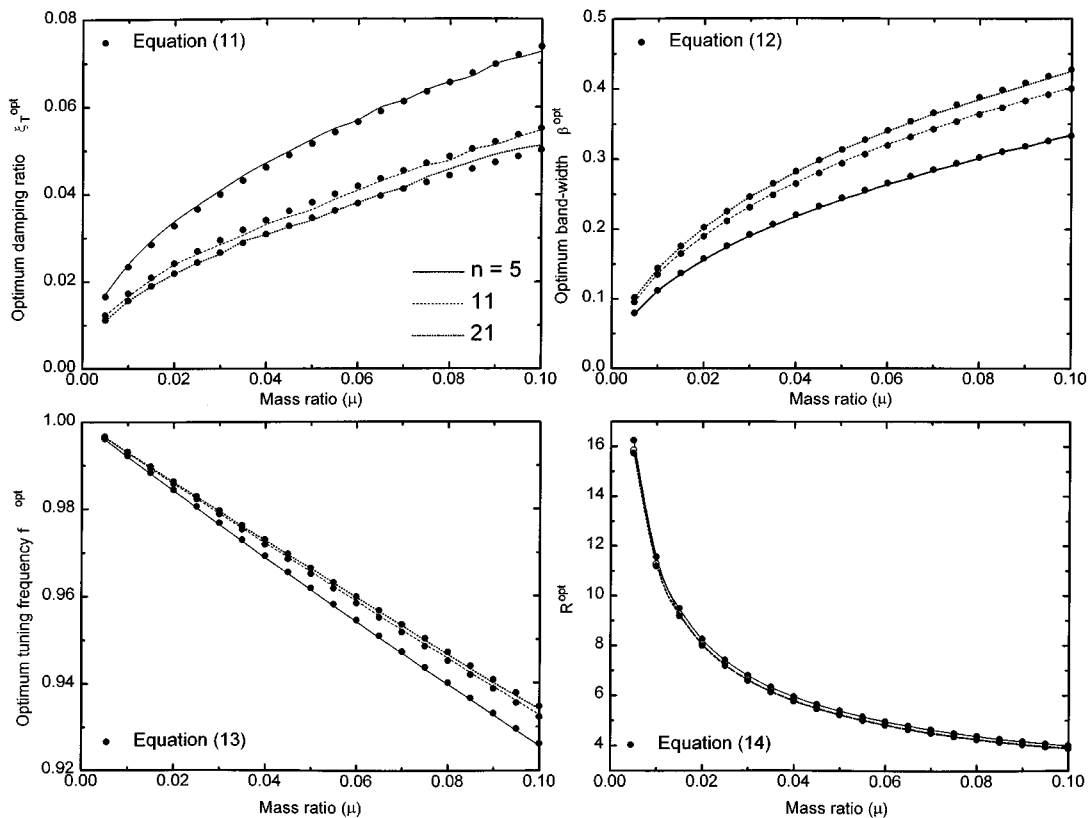 0.08
0.06
0.04
0.02
0.00
Optimum damping ratio ξ_T^opt
Equation (11)
n = 5
11
21
0.00 0.02 0.04 0.06 0.08 0.10
Mass ratio (μ)
0.5
0.4
0.3
0.2
0.1
0.0
Optimum band-width β^opt
Equation (12)
0.00 0.02 0.04 0.06 0.08 0.10
Mass ratio (μ)
1.00
0.98
0.96
0.94
0.92
Optimum tuning frequency f^opt
Equation (13)
0.00 0.02 0.04 0.06 0.08 0.10
Mass ratio (μ)
16
14
12
10
8
6
4
R^opt
Equation (14)
0.00 0.02 0.04 0.06 0.08 0.10
Mass ratio (μ)